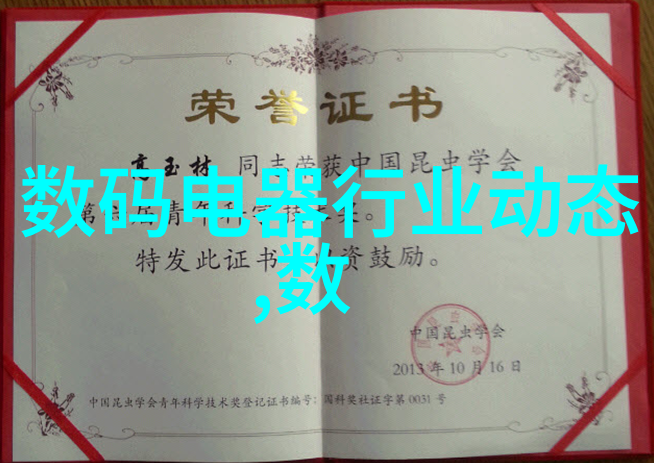 荣誉证书
高玉林 同志荣获中国昆虫学会
数码电器行业动态
,数
特发此证书 资鼓励。
中国昆虫学会
2013年10月16日
中国昆虫学会青年科学技术奖登记证书编号：国科奖社证字第0031号